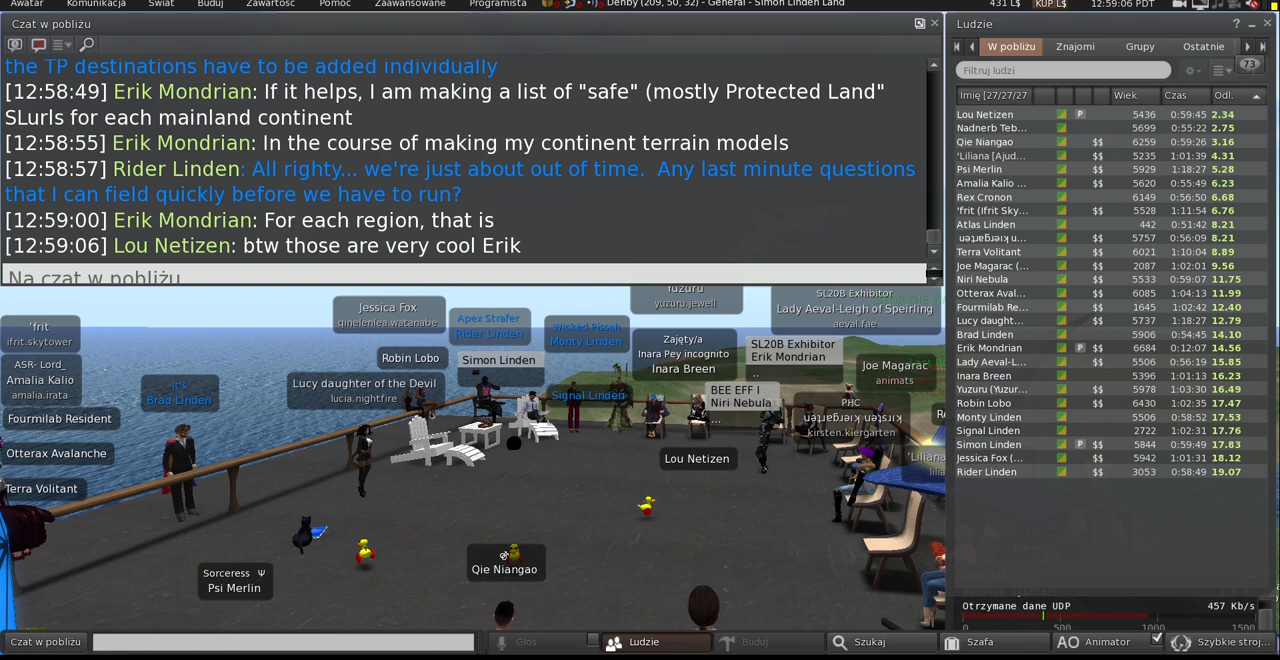 Awatar Komunikacja Świat Buduj Zawartość Pomoc Zaawansowane Programista Denby (209, 50, 32) - General - Simon Linden Land 431 L$ KUP L$ 12:59:06 PDT
Czat w pobliżu
the TP destinations have to be added individually
[12:58:49] Erik Mondrian: If it helps, I am making a list of "safe" (mostly Protected Land"
SLurls for each mainland continent
[12:58:55] Erik Mondrian: In the course of making my continent terrain models
[12:58:57] Rider Linden: All righty... we're just about out of time.  Any last minute questions
that I can field quickly before we have to run?
[12:59:00] Erik Mondrian: For each region, that is
[12:59:06] Lou Netizen: btw those are very cool Erik
Na czat w pobliżu
'frit
ifrit.skytower
ASR- Lord_
Amalia Kalio
amalia.irata
Fourmilab Resident
Otterax Avalanche
Terra Volitant
It's
Brad Linden
Jessica Fox
ginelenlea.watanabe
Robin Lobo
Lucy daughter of the Devil
lucia.nightfire
Apex Strafer
Rider Linden
Simon Linden
...
Wicked Pissah
Monty Linden
Signal Linden
Yuzuru
yuzuru.jewell
Zajęty/a
Inara Pey incognito
Inara Breen
SL20B Exhibitor
Lady Aeval-Leigh of Speirling
aeval.fae
SL20B Exhibitor
Erik Mondrian
..
BEE EFF I
Niri Nebula
...
Joe Magarac
animats
PHC
kirsten.kiergarten
'Liliana
Lou Netizen
Qie Niangao
Sorceress Ψ
Psi Merlin
Ludzie
W pobliżu Znajomi Grupy Ostatnie
Filtruj ludzi
73
Imię [27/27/27 Wiek Czas Odl.
Lou Netizen P 5436 0:59:45 2.34
Nadnerb Teb... 5699 0:55:22 2.75
Qie Niangao $$ 6259 0:59:26 3.16
'Liliana [Ajud... $$ 5235 1:01:39 4.31
Psi Merlin $$ 5929 1:18:27 5.28
Amalia Kalio ... $$ 5620 0:55:49 6.23
Rex Cronon 6149 0:56:50 6.68
'frit (Ifrit Sky... $$ 5528 1:11:54 6.76
Atlas Linden 442 0:51:42 8.21
$$ 5757 0:56:09 8.21
Terra Volitant $$ 6021 1:10:04 8.89
Joe Magarac (... $$ 2087 1:02:01 9.56
Niri Nebula $$ 5533 0:59:07 11.75
Otterax Aval... $$ 6085 1:04:13 11.99
Fourmilab Re... $$ 1645 1:02:42 12.40
Lucy daught... $$ 5737 1:18:27 12.79
Brad Linden 5906 0:54:45 14.10
Erik Mondrian P $$ 6684 0:12:07 14.56
Lady Aeval-L... $$ 5506 0:56:19 15.85
Inara Breen 5396 1:01:13 16.23
Yuzuru (Yuzur... $$ 5978 1:03:30 16.49
Robin Lobo $$ 6430 1:02:35 17.47
Monty Linden 5506 0:58:52 17.53
Signal Linden 2722 1:02:31 17.76
Simon Linden P $$ 5844 0:59:49 17.83
Jessica Fox (... $$ 5942 1:01:31 18.12
Rider Linden $$ 3053 0:58:49 19.07
Otrzymane dane UDP 457 Kb/s
0 500 1000 1500
Czat w pobliżu Głos Ludzie Buduj Szukaj Szafa AO Animator Szybkie stroj...